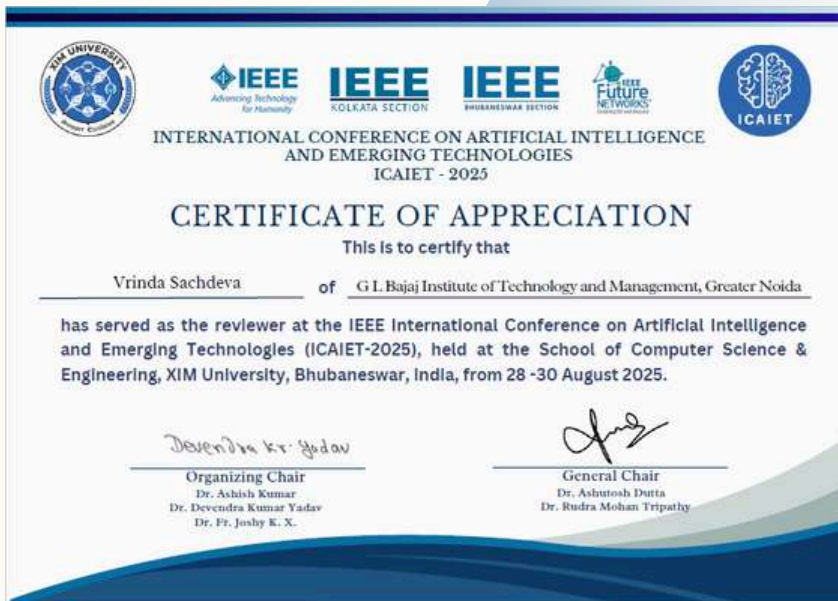 XIM UNIVERSITY
IEEE
Advancing Technology
for Humanity
IEEE
KOLKATA SECTION
IEEE
BHUBANESWAR SECTION
IEEE
Future
NETWORKS
ICAIET
INTERNATIONAL CONFERENCE ON ARTIFICIAL INTELLIGENCE
AND EMERGING TECHNOLOGIES
ICAIET - 2025
CERTIFICATE OF APPRECIATION
This is to certify that
Vrinda Sachdeva of G L Bajaj Institute of Technology and Management, Greater Noida
has served as the reviewer at the IEEE International Conference on Artificial Intelligence
and Emerging Technologies (ICAIET-2025), held at the School of Computer Science &
Engineering, XIM University, Bhubaneswar, India, from 28 -30 August 2025.
Devendra Kr. Yadav
Organizing Chair
Dr. Ashish Kumar
Dr. Devendra Kumar Yadav
Dr. Fr. Joshy K. X.
General Chair
Dr. Ashutosh Dutta
Dr. Rudra Mohan Tripathy